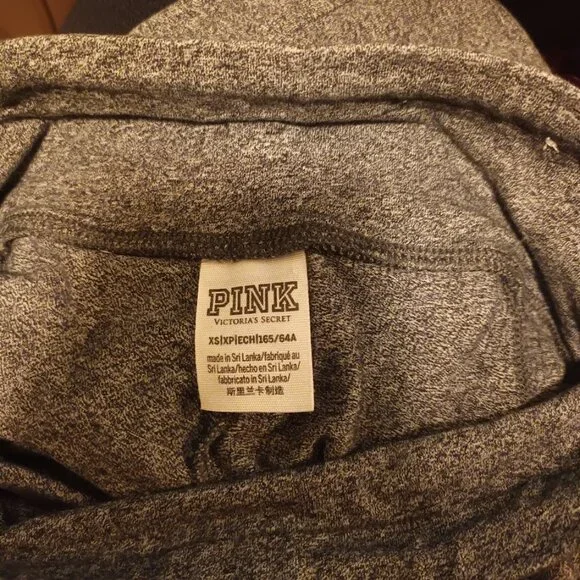 PINK
VICTORIA'S SECRET
XS|XP|ECH|165/64A
made in Sri Lanka/fabriqué au
Sri Lanka/hecho en Sri Lanka/
fabbricato in Sri Lanka/
斯里兰卡制造